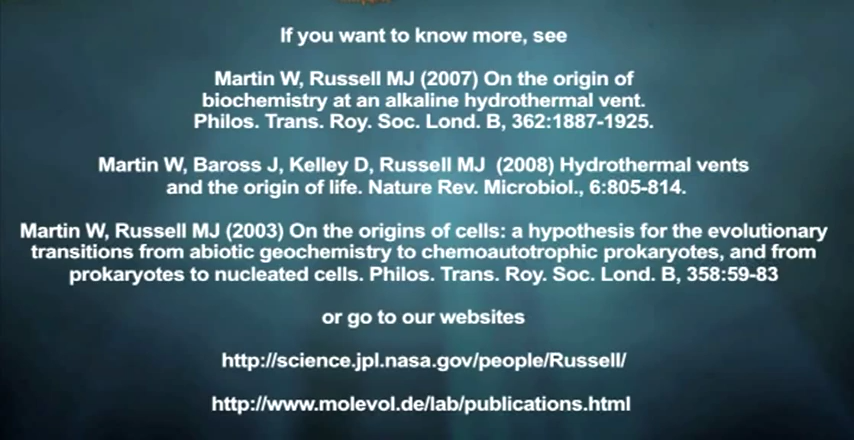 If you want to know more, see
Martin W, Russell MJ (2007) On the origin of
biochemistry at an alkaline hydrothermal vent.
Philos. Trans. Roy. Soc. Lond. B, 362:1887-1925.
Martin W, Baross J, Kelley D, Russell MJ (2008) Hydrothermal vents
and the origin of life. Nature Rev. Microbiol., 6:805-814.
Martin W, Russell MJ (2003) On the origins of cells: a hypothesis for the evolutionary
transitions from abiotic geochemistry to chemoautotrophic prokaryotes, and from
prokaryotes to nucleated cells. Philos. Trans. Roy. Soc. Lond. B, 358:59-83
or go to our websites
http://science.jpl.nasa.gov/people/Russell/
http://www.molevol.de/lab/publications.html